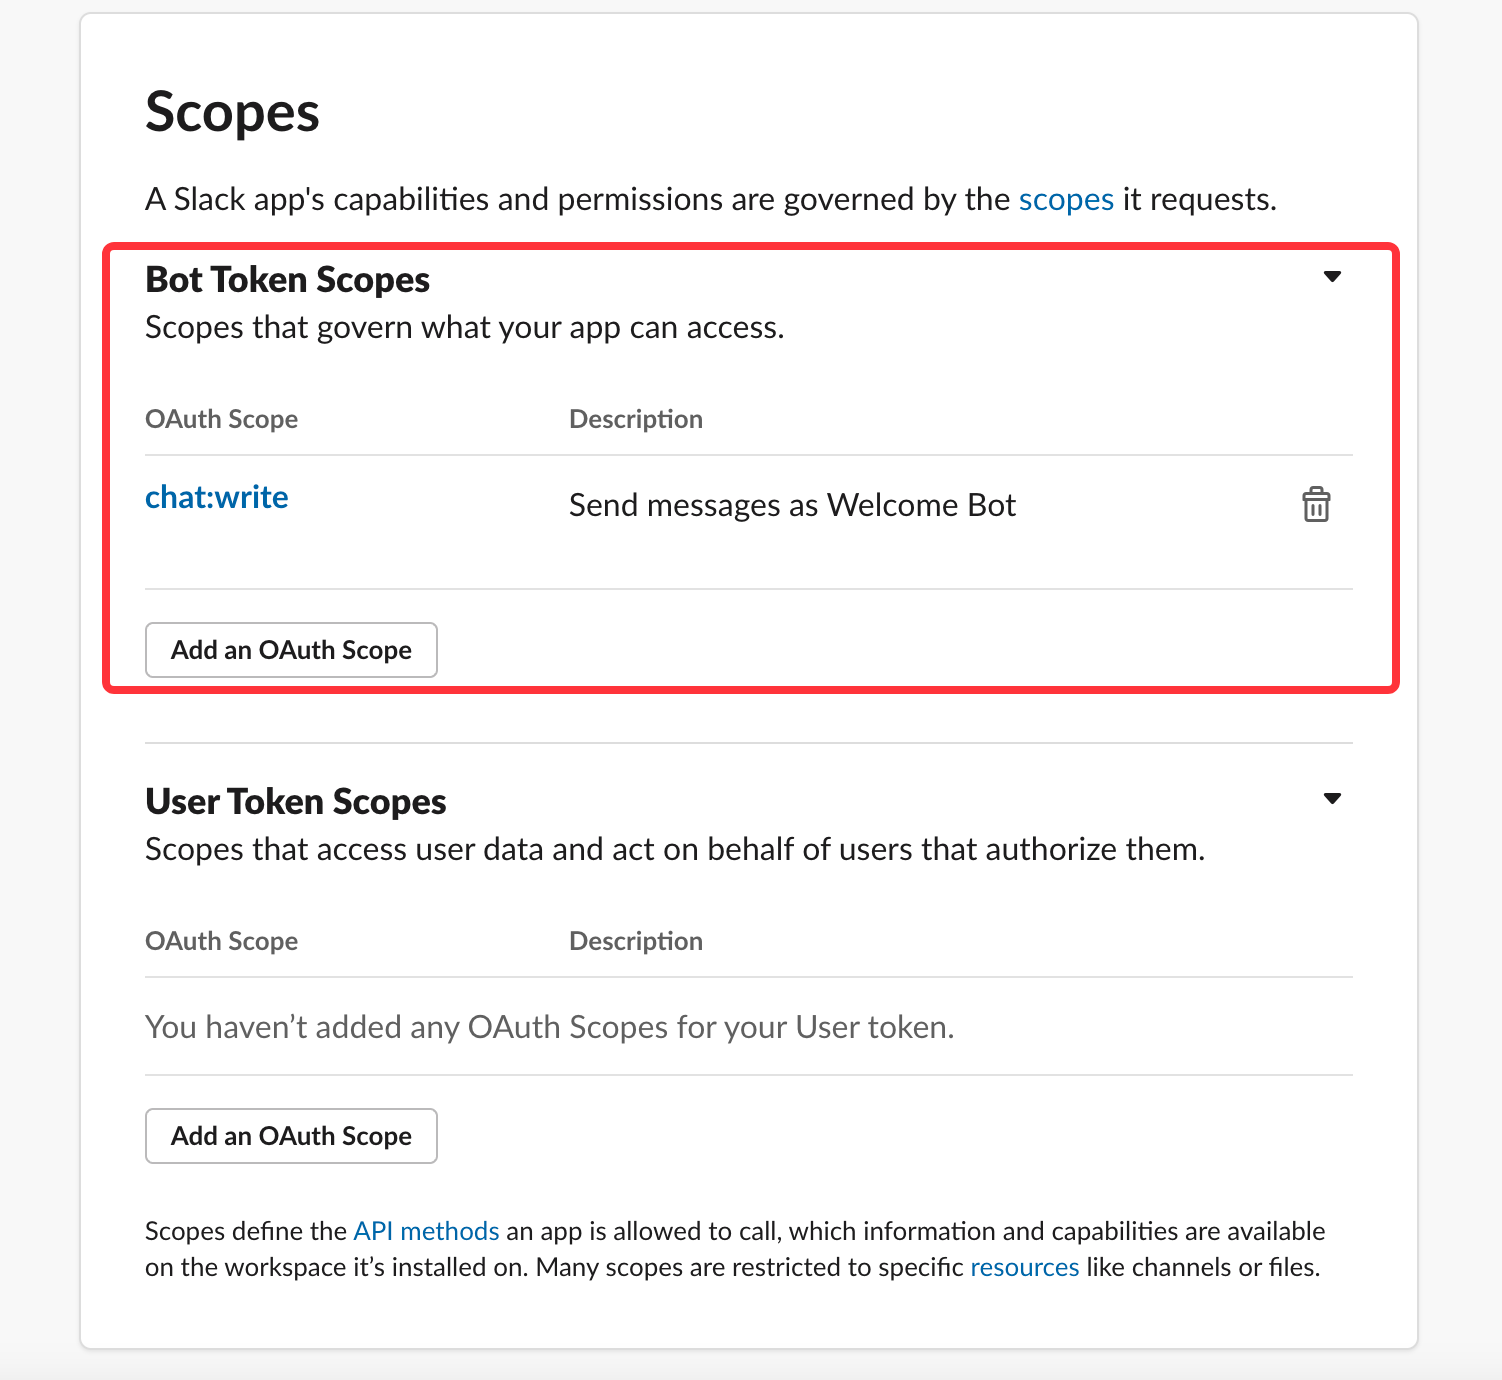 Scopes
A Slack app's capabilities and permissions are governed by the scopes it requests.
Bot Token Scopes
Scopes that govern what your app can access.
OAuth Scope Description
chat:write Send messages as Welcome Bot
Add an OAuth Scope
User Token Scopes
Scopes that access user data and act on behalf of users that authorize them.
OAuth Scope Description
You haven’t added any OAuth Scopes for your User token.
Add an OAuth Scope
Scopes define the API methods an app is allowed to call, which information and capabilities are available
on the workspace it’s installed on. Many scopes are restricted to specific resources like channels or files.